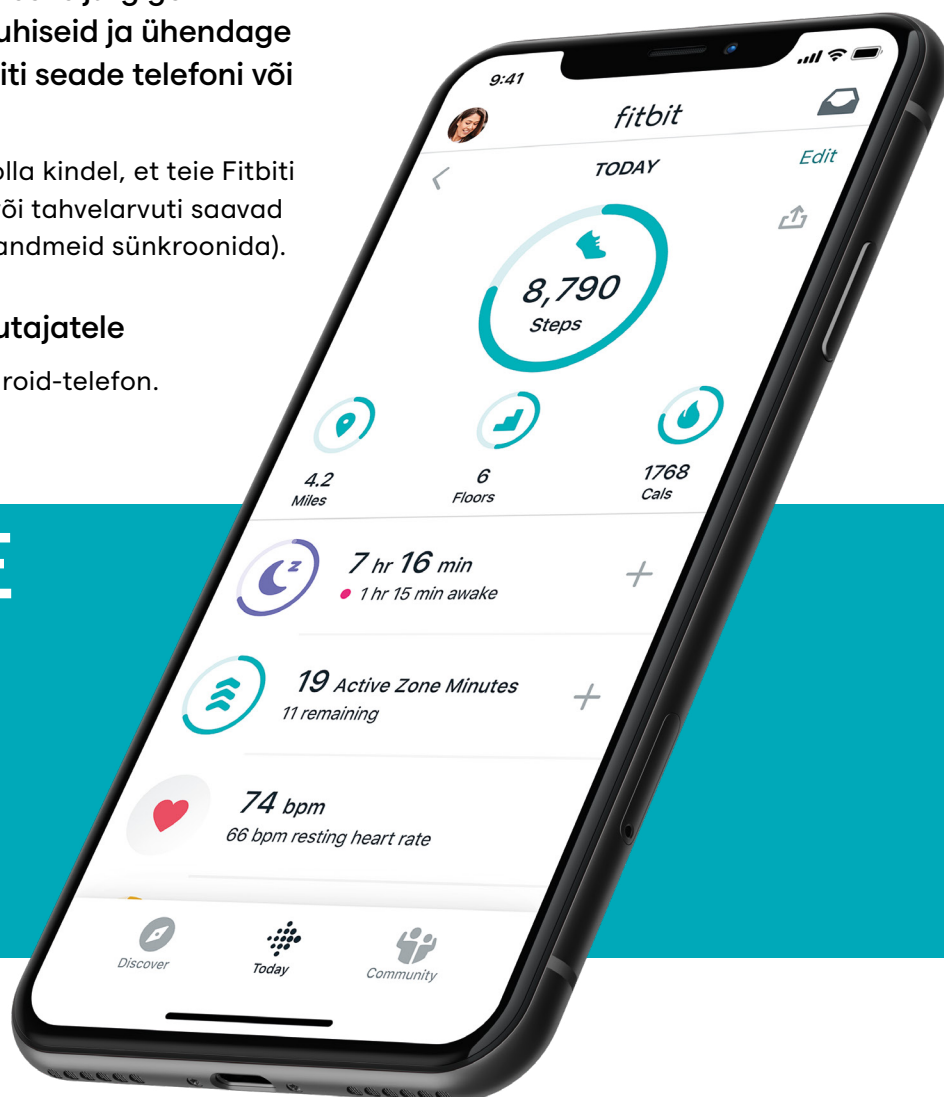 uhiseid ja ühendage
iti seade telefoni või
olla kindel, et teie Fitbiti
või tahvelarvuti saavad
andmeid sünkroonida).
utajatele
roid-telefon.
E
9:41
fitbit
TODAY
Edit
8,790
Steps
4.2
Miles
6
Floors
1768
Cals
7 hr 16 min
1 hr 15 min awake
19 Active Zone Minutes
11 remaining
74 bpm
66 bpm resting heart rate
Discover
Today
Community